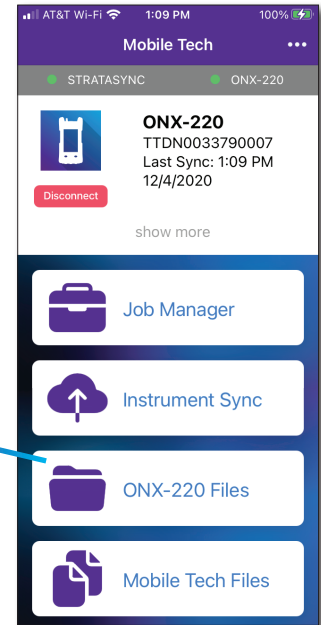 AT&T Wi-Fi 1:09 PM 100%
Mobile Tech
STRATASYNC ONX-220
ONX-220
TTDN0033790007
Last Sync: 1:09 PM
12/4/2020
Disconnect
show more
Job Manager
Instrument Sync
ONX-220 Files
Mobile Tech Files